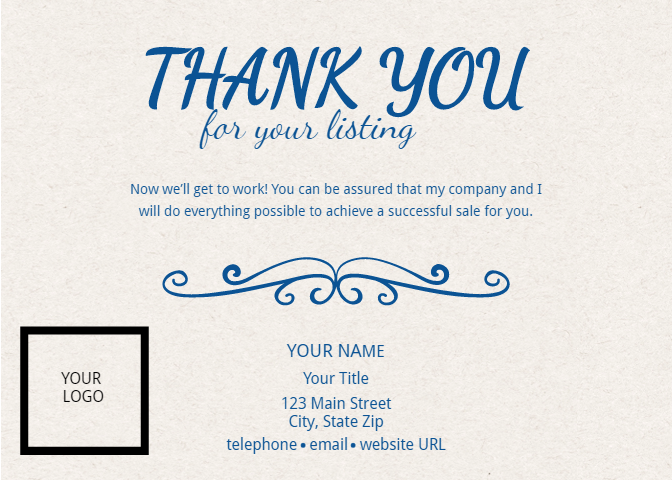 THANK YOU
for your listing
Now we'll get to work! You can be assured that my company and I
will do everything possible to achieve a successful sale for you.
YOUR NAME
Your Title
YOUR
LOGO
123 Main Street
City, State Zip
telephone • email • website URL